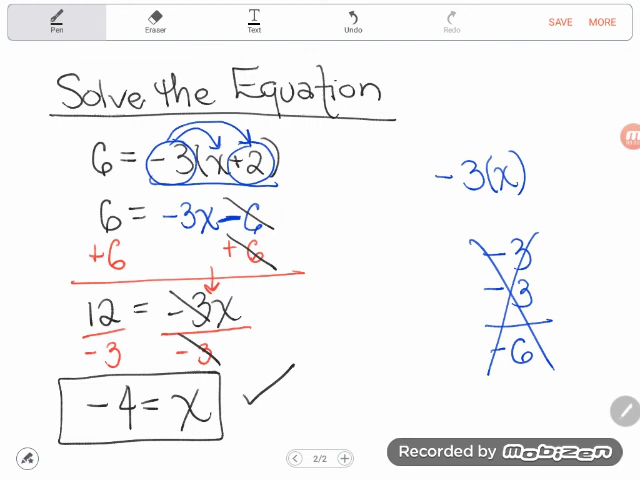 Pen Eraser Text Undo Redo SAVE MORE
Solve the Equation
6 = -3(x+2)
6 = -3x - 6
+6 +6
12 = -3x
-3 -3
-4 = x ✓
-3(x)
-3
-3
-6
2/2
Recorded by mobizen